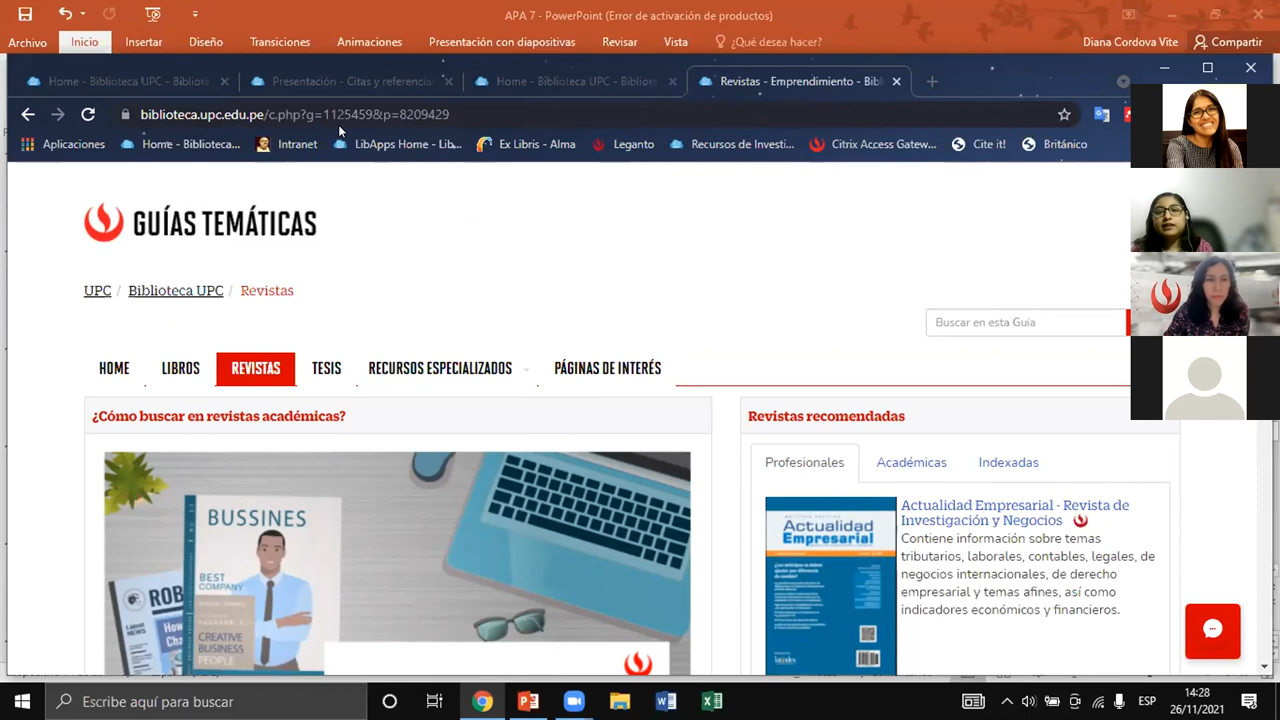 APA 7 - PowerPoint (Error de activación de productos)
Archivo Inicio Insertar Diseño Transiciones Animaciones Presentación con diapositivas Revisar Vista ¿Qué desea hacer? Diana Cordova Vite Compartir
Home - Biblioteca UPC - Bibliote Presentación - Citas y referencias Home - Biblioteca UPC - Bibliote Revistas - Emprendimiento - Bibl
biblioteca.upc.edu.pe/c.php?g=1125459&p=8209429
Aplicaciones Home - Biblioteca... Intranet LibApps Home - Lib... Ex Libris - Alma Leganto Recursos de Investi... Citrix Access Gatew... Cite it! Británico
GUÍAS TEMÁTICAS
UPC / Biblioteca UPC / Revistas
Buscar en esta Guía
HOME LIBROS REVISTAS TESIS RECURSOS ESPECIALIZADOS PÁGINAS DE INTERÉS
¿Cómo buscar en revistas académicas?
Revistas recomendadas
Profesionales Académicas Indexadas
BUSSINES
BEST
COMPANY
CREATIVE
BUSINESS
PEOPLE
Actualidad
Empresarial
Actualidad Empresarial - Revista de
Investigación y Negocios
Contiene información sobre temas
tributarios, laborales, contables, legales, de
negocios internacionales, de derecho
empresarial y temas afines, así como
indicadores económicos y financieros.
Escribe aquí para buscar
ESP
14:28
26/11/2021